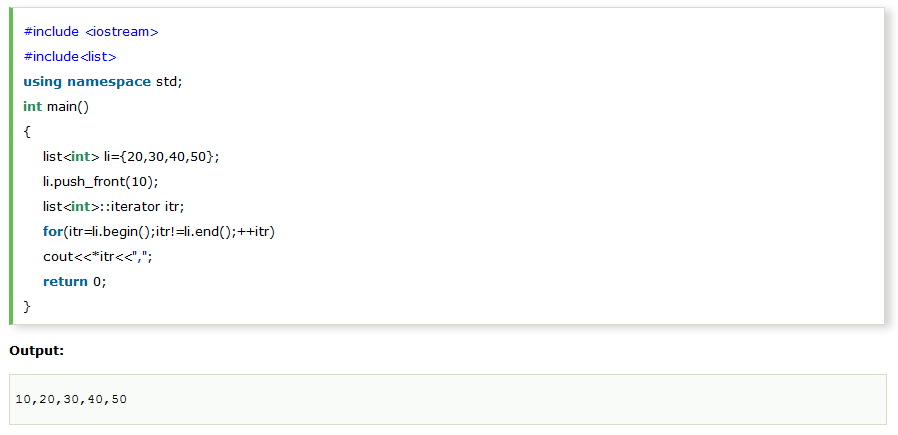 #include <iostream>
#include<list>
using namespace std;
int main()
{
list<int> li={20,30,40,50};
li.push_front(10);
list<int>::iterator itr;
for(itr=li.begin();itr!=li.end();++itr)
cout<<*itr<<",";
return 0;
}
Output:
10,20,30,40,50